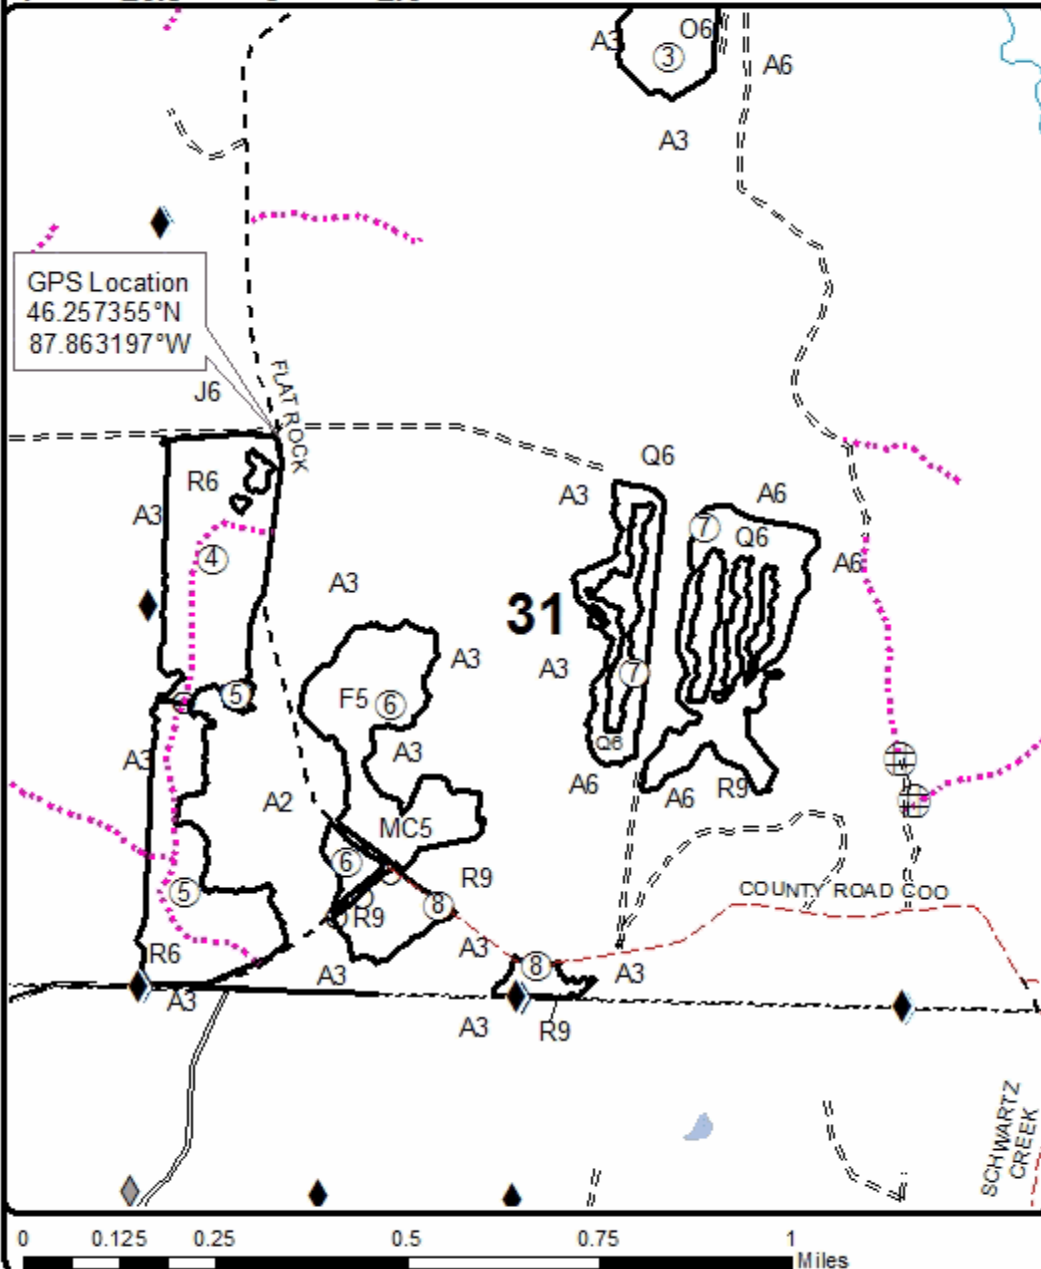 O6
A3
3
A6
A3
GPS Location
46.257355°N
87.863197°W
J6
FLAT ROCK
Q6
R6
A3
A6
A3
7
Q6
4
A6
A3
31
A3
A3
7
5
F5
6
A3
Q6
A3
A6
A6
R9
A2
MC5
6
R9
5
8
R9
COUNTY ROAD COO
R6
A3
A3
8
A3
A3
A3
R9
SCHWARTZ
CREEK
0 0.125 0.25 0.5 0.75 1
Miles